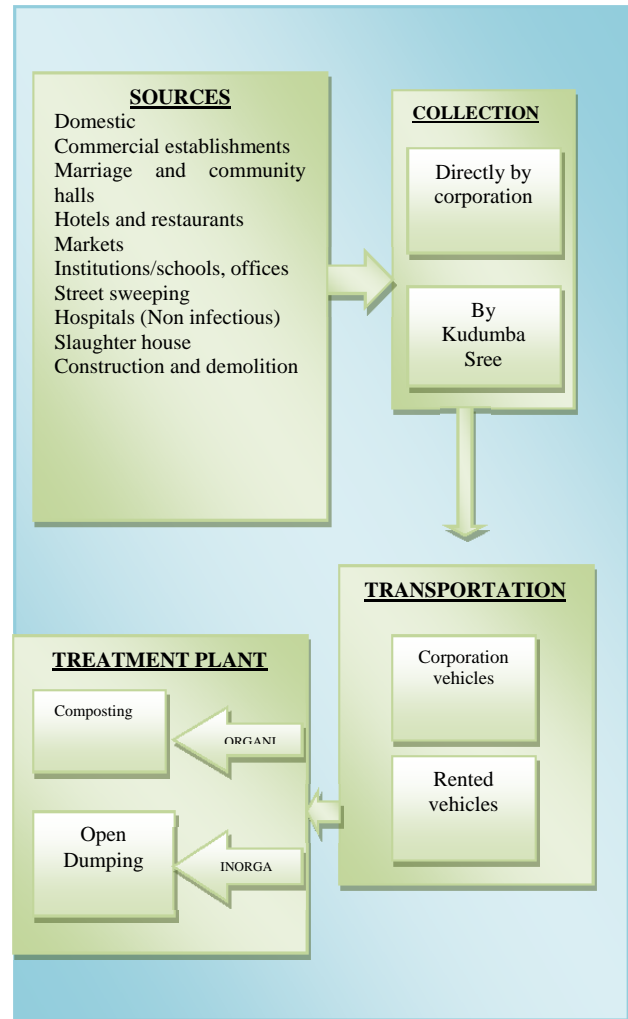 SOURCES
Domestic
Commercial establishments
Marriage and community
halls
Hotels and restaurants
Markets
Institutions/schools, offices
Street sweeping
Hospitals (Non infectious)
Slaughter house
Construction and demolition
COLLECTION
Directly by
corporation
By
Kudumba
Sree
TRANSPORTATION
Corporation
vehicles
Rented
vehicles
TREATMENT PLANT
Composting
ORGANI
Open
Dumping
INORGA